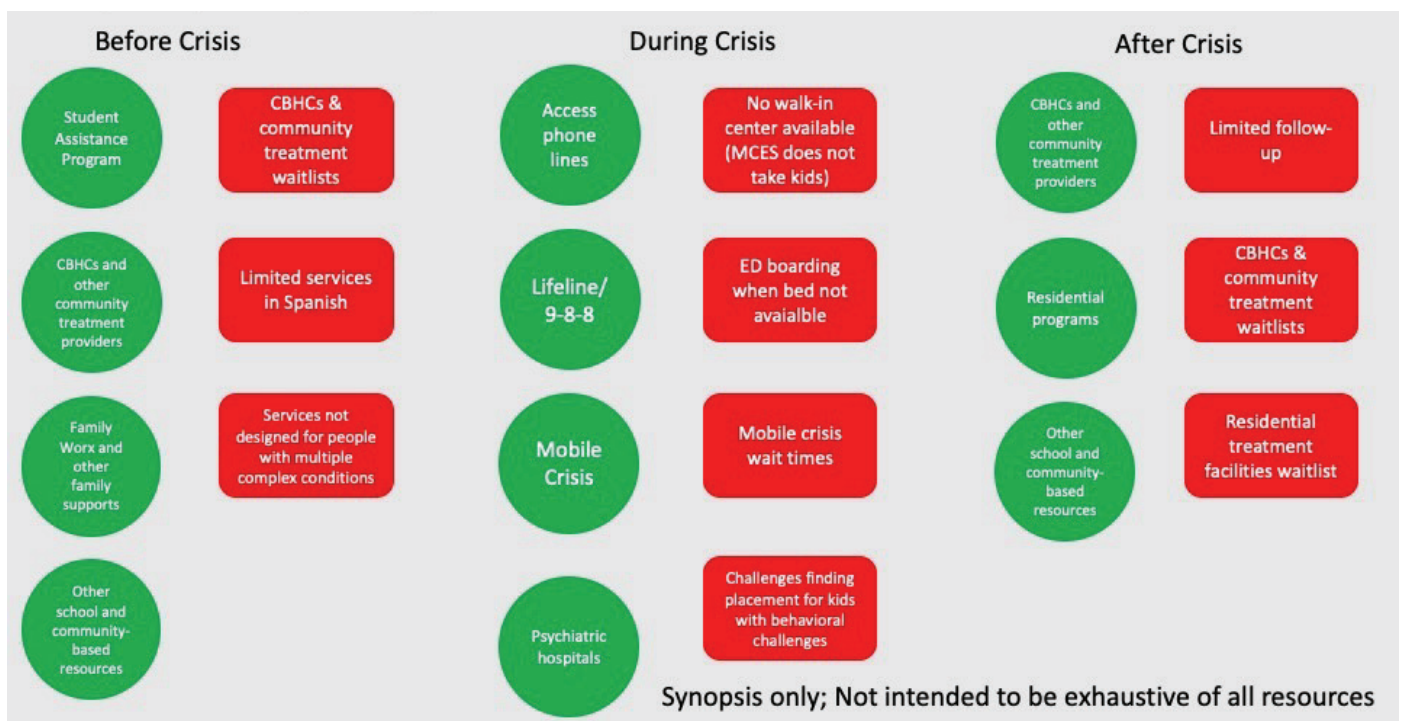 Before Crisis
Student
Assistance
Program
CBHCs &
community
treatment
waitlists
CBHCs and
other
community
treatment
providers
Limited services
in Spanish
Family
Worx and
other
family
supports
Services not
designed for people
with multiple
complex conditions
Other
school and
community-
based
resources
During Crisis
Access
phone
lines
No walk-in
center available
(MCES does not
take kids)
Lifeline/
9-8-8
ED boarding
when bed not
avaialble
Mobile
Crisis
Mobile crisis
wait times
Psychiatric
hospitals
Challenges finding
placement for kids
with behavioral
challenges
After Crisis
CBHCs and
other
community
treatment
providers
Limited follow-
up
Residential
programs
CBHCs &
community
treatment
waitlists
Other
school and
community-
based
resources
Residential
treatment
facilities waitlist
Synopsis only; Not intended to be exhaustive of all resources